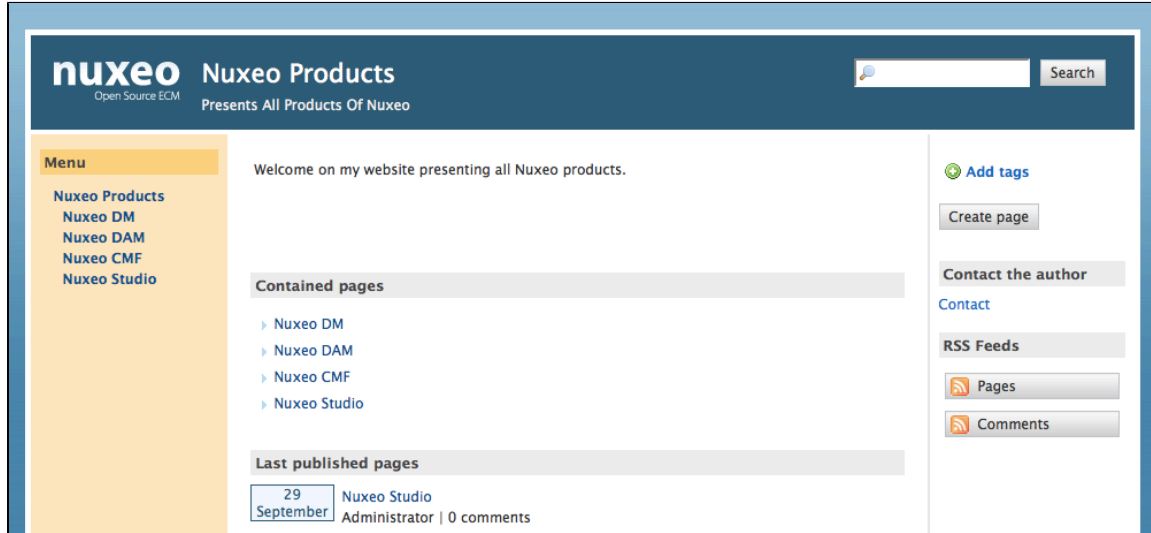 nuxeo
Open Source ECM
Nuxeo Products
Presents All Products Of Nuxeo
Search
Menu
Nuxeo Products
Nuxeo DM
Nuxeo DAM
Nuxeo CMF
Nuxeo Studio
Welcome on my website presenting all Nuxeo products.
Contained pages
Nuxeo DM
Nuxeo DAM
Nuxeo CMF
Nuxeo Studio
Last published pages
29
September
Nuxeo Studio
Administrator | 0 comments
Add tags
Create page
Contact the author
Contact
RSS Feeds
Pages
Comments